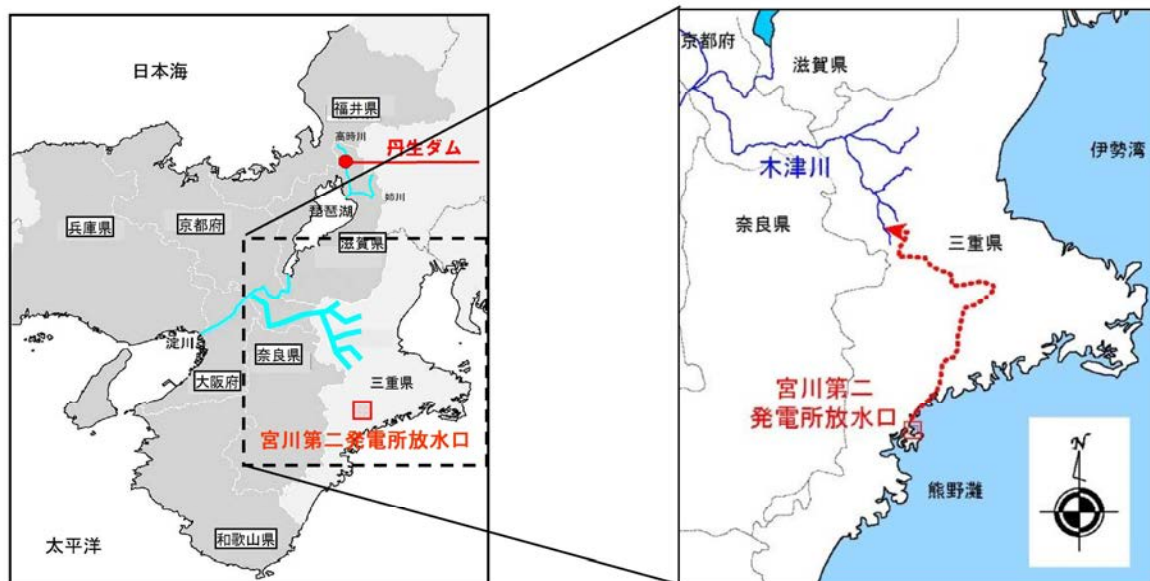 日本海
福井県
高時川
丹生ダム
姉川
琵琶湖
京都府
兵庫県
滋賀県
淀川
奈良県
大阪府
三重県
宮川第二発電所放水口
和歌山県
太平洋
京都府
滋賀県
伊勢湾
木津川
奈良県
三重県
宮川第二
発電所放水口
熊野灘
N